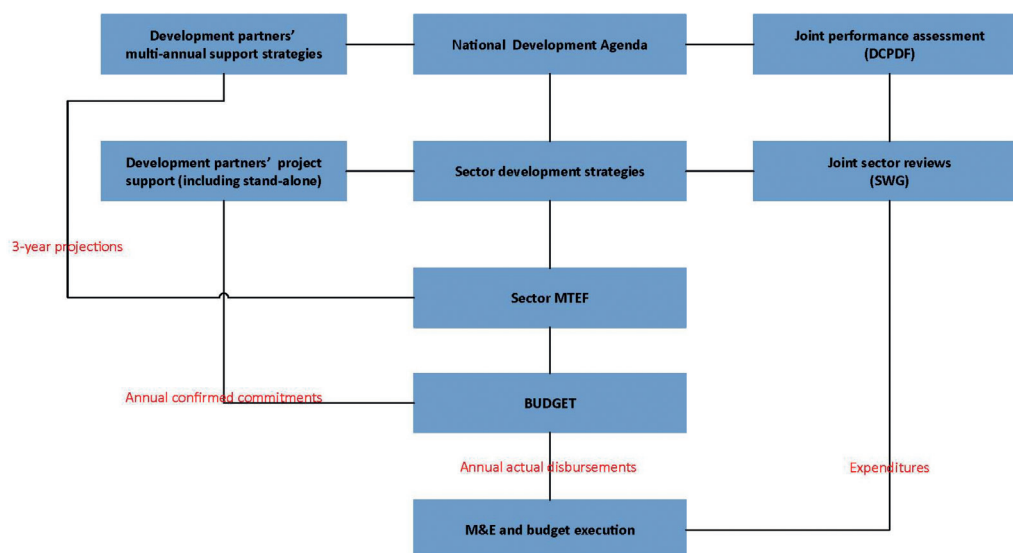 Development partners’
multi-annual support strategies
National Development Agenda
Joint performance assessment
(DCPDF)
Development partners’ project
support (including stand-alone)
Sector development strategies
Joint sector reviews
(SWG)
3-year projections
Sector MTEF
Annual confirmed commitments
BUDGET
Annual actual disbursements
Expenditures
M&E and budget execution